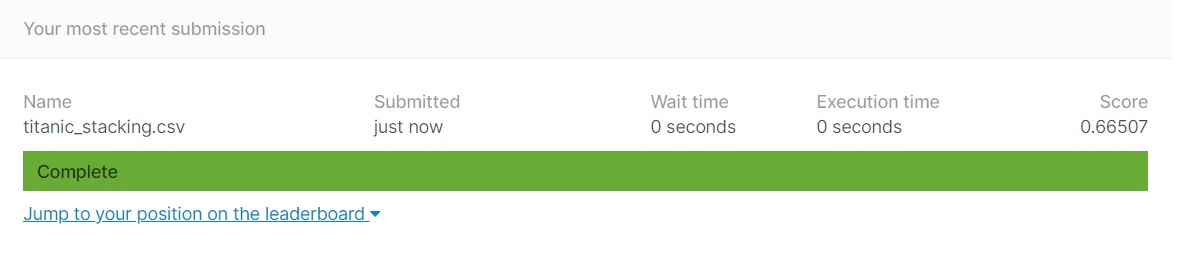 Your most recent submission
Name Submitted Wait time Execution time Score
titanic_stacking.csv just now 0 seconds 0 seconds 0.66507
Complete
Jump to your position on the leaderboard